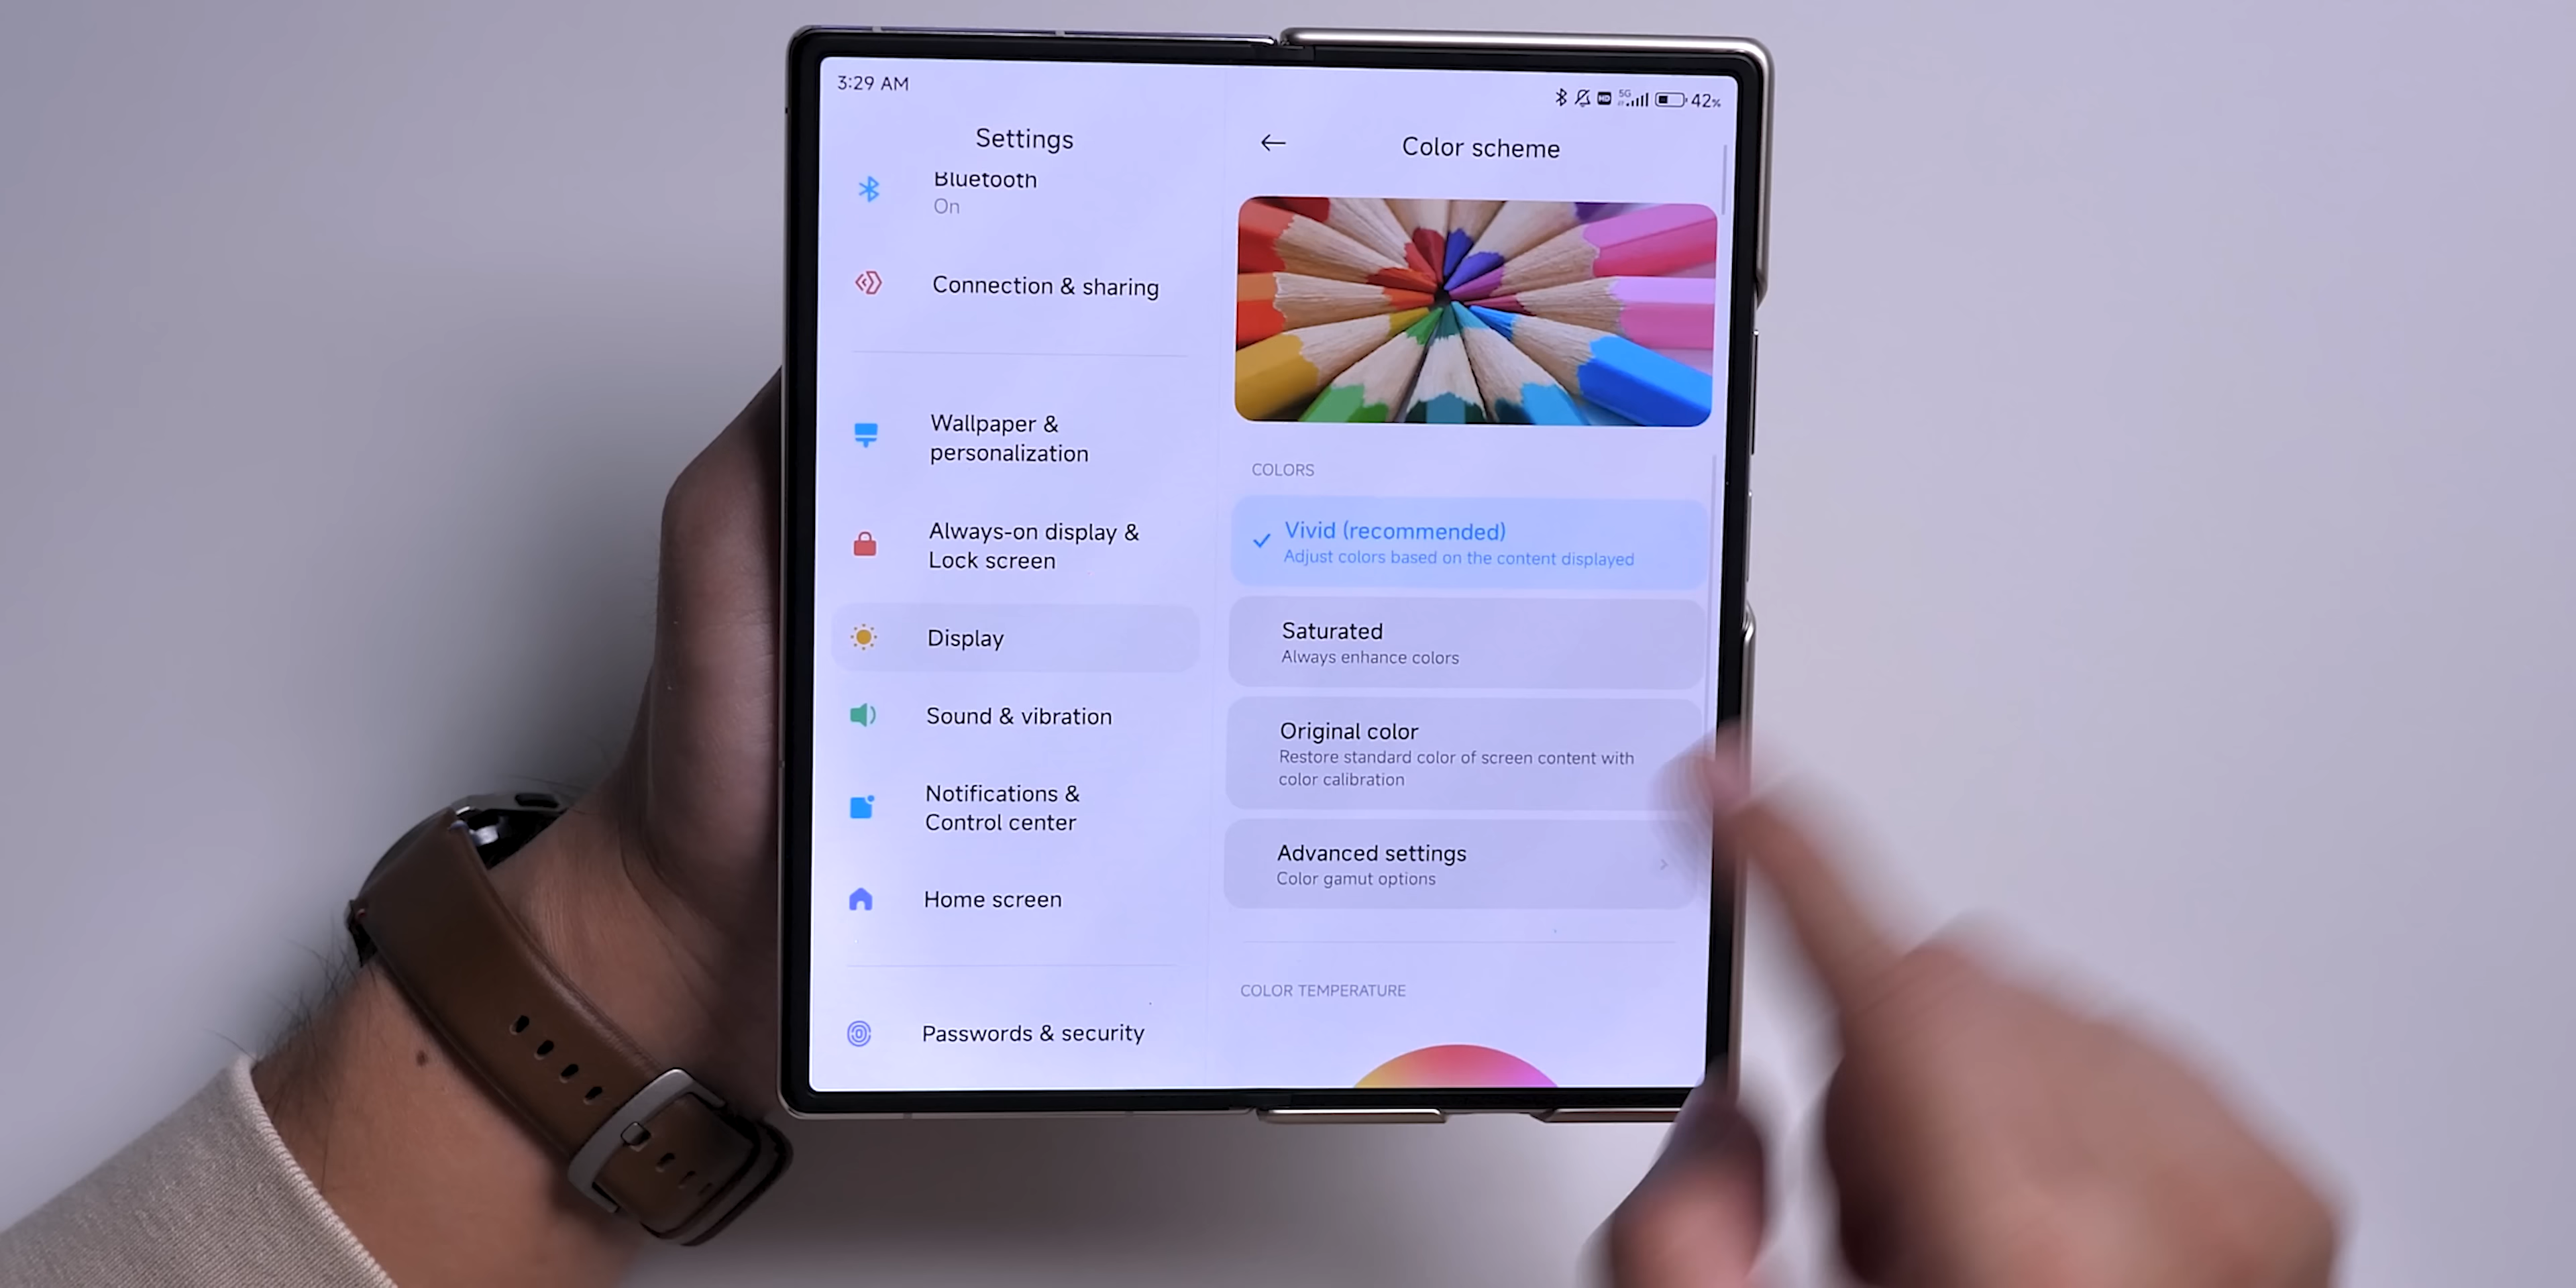 3:29 AM
5G
42%
Settings
Bluetooth
On
Connection & sharing
Wallpaper &
personalization
Always-on display &
Lock screen
Display
Sound & vibration
Notifications &
Control center
Home screen
Passwords & security
Color scheme
COLORS
Vivid (recommended)
Adjust colors based on the content displayed
Saturated
Always enhance colors
Original color
Restore standard color of screen content with
color calibration
Advanced settings
Color gamut options
COLOR TEMPERATURE